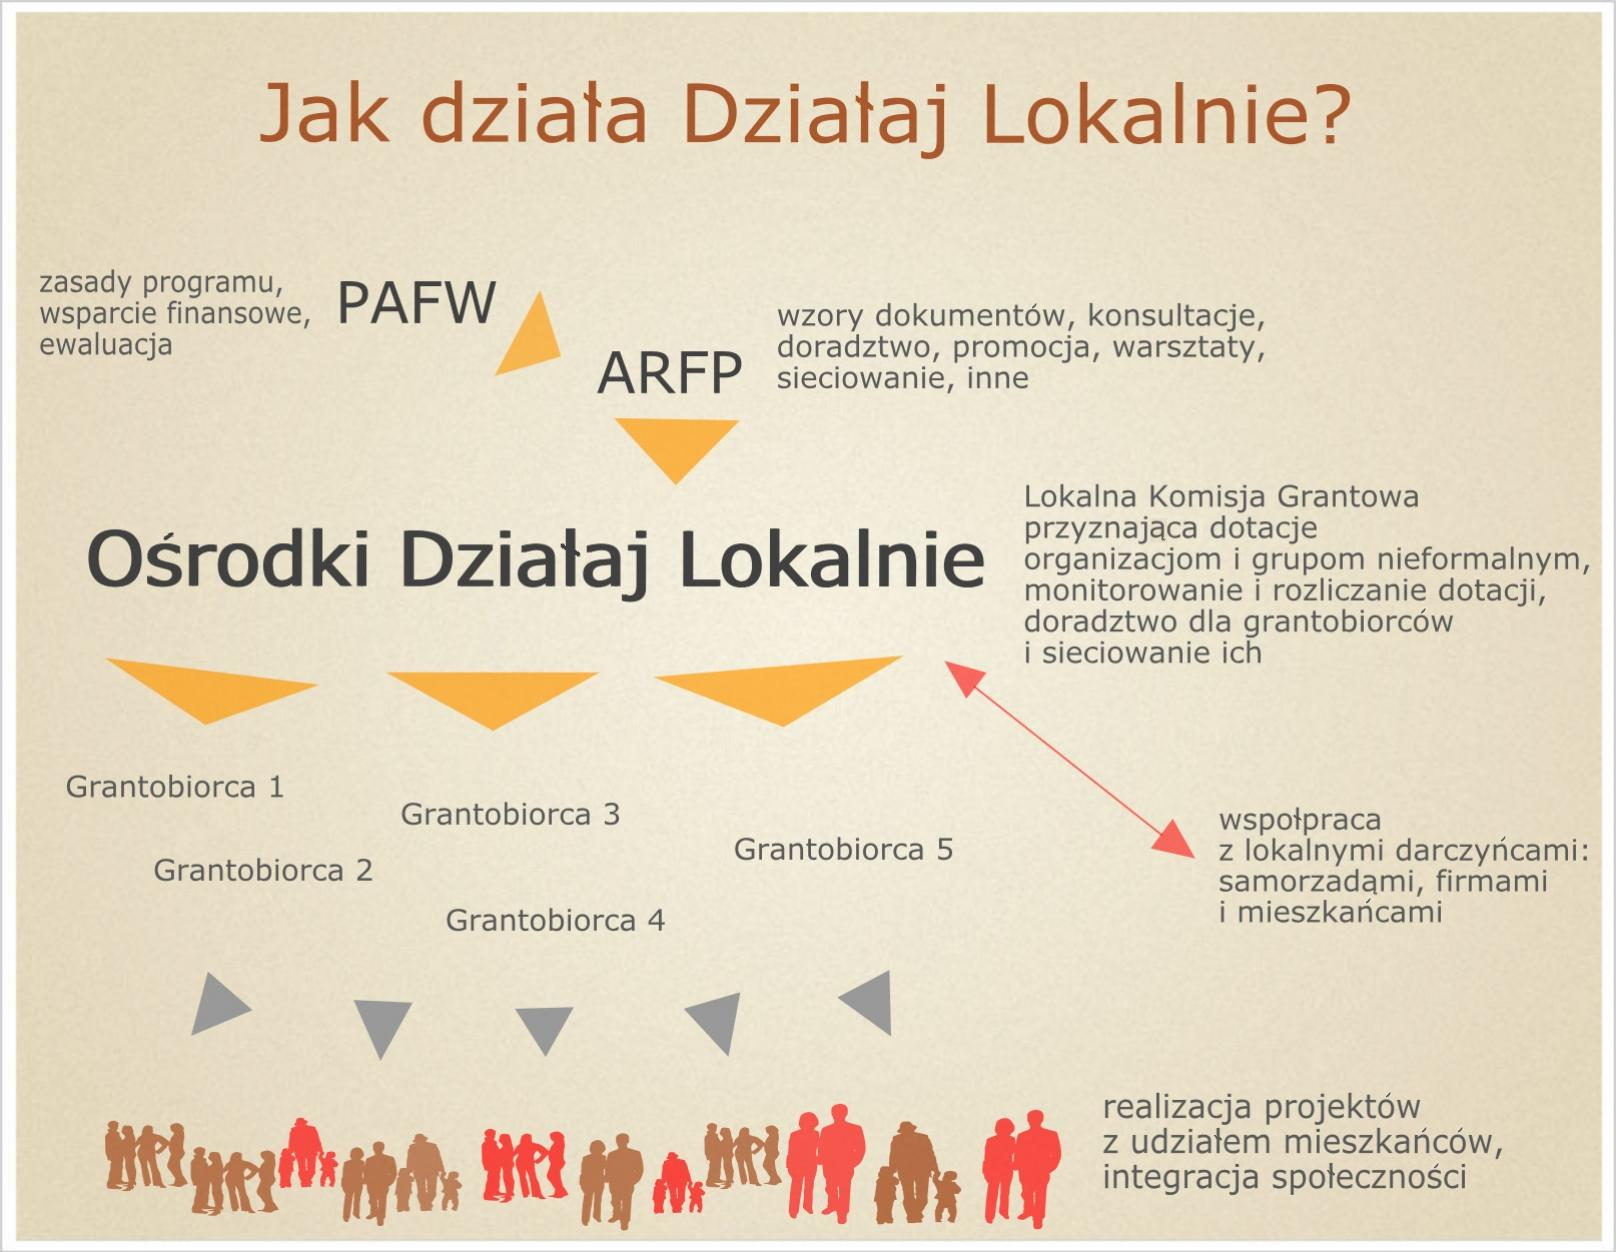 Jak działa Działaj Lokalnie?
zasady programu,
wsparcie finansowe,
ewaluacja
PAFW
ARFP
wzory dokumentów, konsultacje,
doradztwo, promocja, warsztaty,
sieciowanie, inne
Ośrodki Działaj Lokalnie
Lokalna Komisja Grantowa
przyznająca dotacje
organizacjom i grupom nieformalnym,
monitorowanie i rozliczanie dotacji,
doradztwo dla grantobiorców
i sieciowanie ich
Grantobiorca 1
Grantobiorca 3
Grantobiorca 5
Grantobiorca 2
Grantobiorca 4
wspołpraca
z lokalnymi darczyńcami:
samorzadąmi, firmami
i mieszkańcami
realizacja projektów
z udziałem mieszkańców,
integracja społeczności